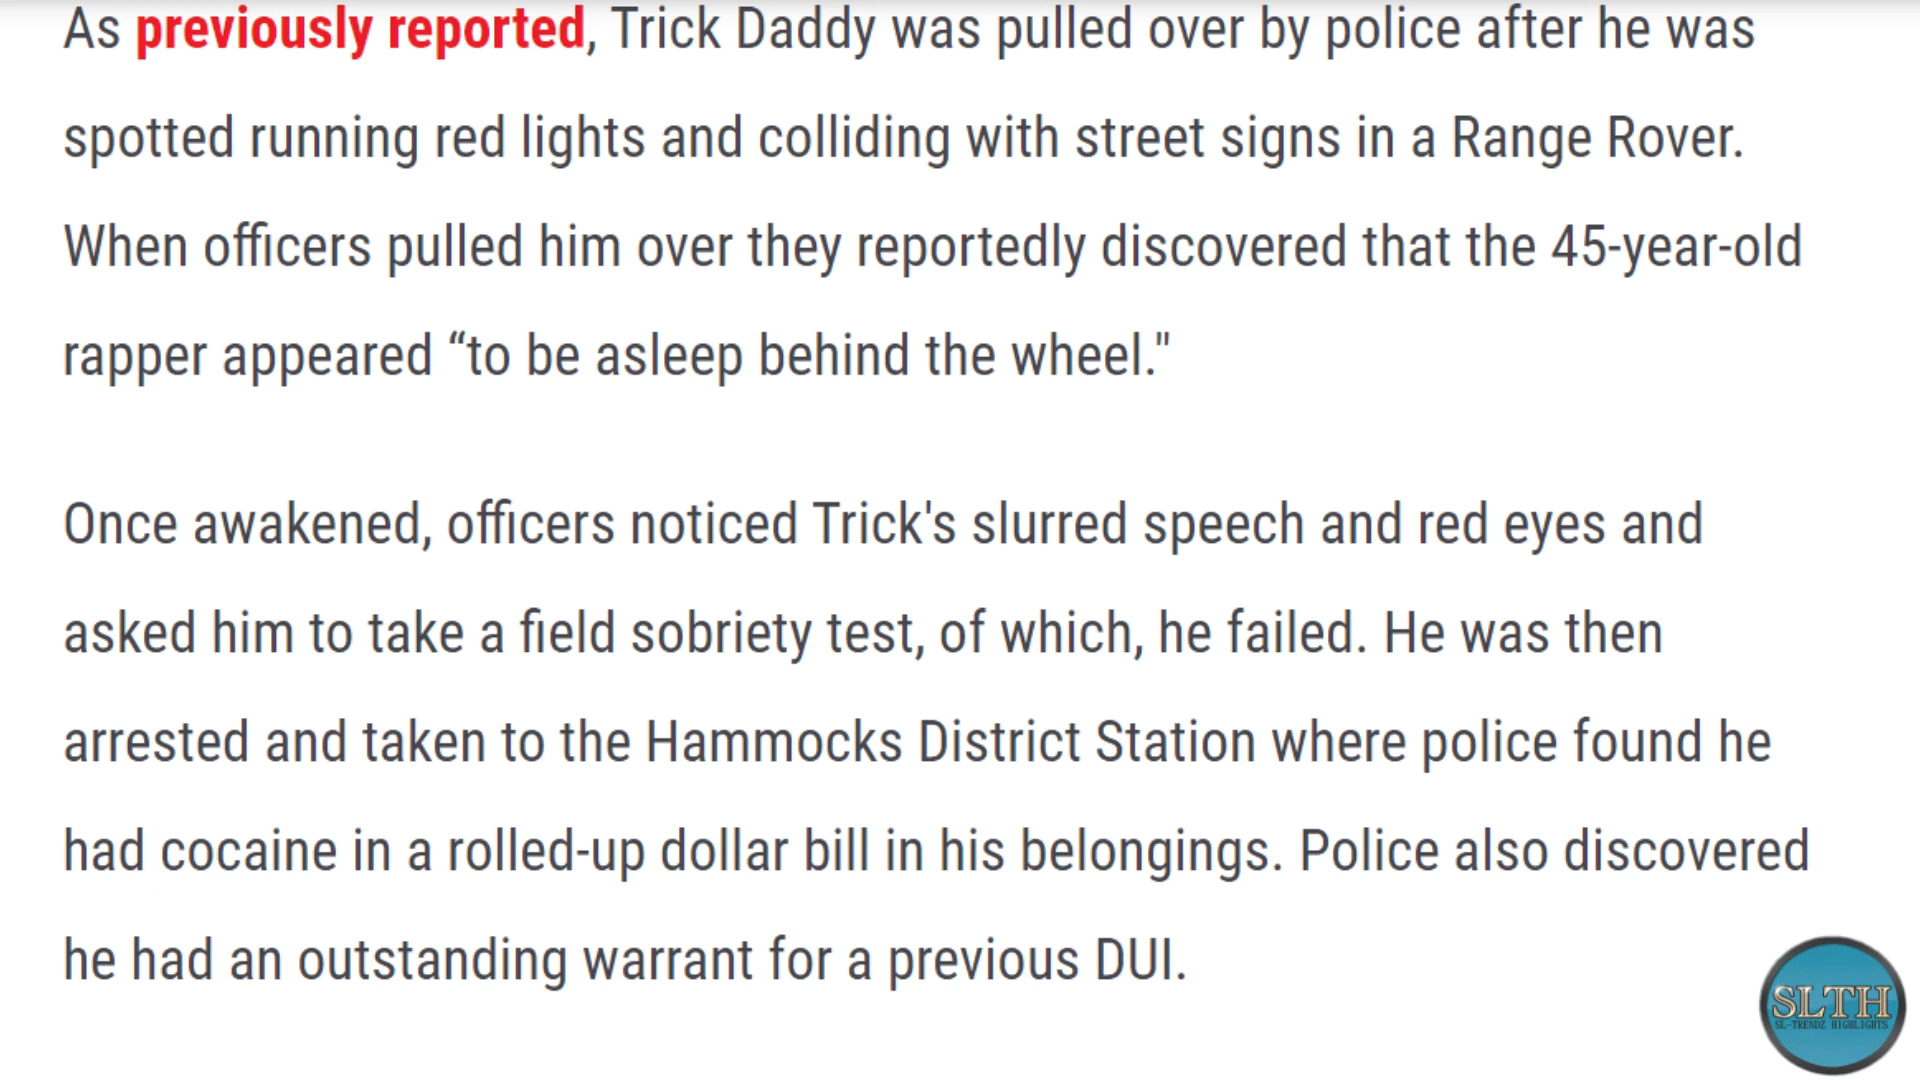 As previously reported, Trick Daddy was pulled over by police after he was
spotted running red lights and colliding with street signs in a Range Rover.
When officers pulled him over they reportedly discovered that the 45-year-old
rapper appeared “to be asleep behind the wheel."
Once awakened, officers noticed Trick's slurred speech and red eyes and
asked him to take a field sobriety test, of which, he failed. He was then
arrested and taken to the Hammocks District Station where police found he
had cocaine in a rolled-up dollar bill in his belongings. Police also discovered
he had an outstanding warrant for a previous DUI.
SLTH
SL-TRENDZ HIGHLIGHTS